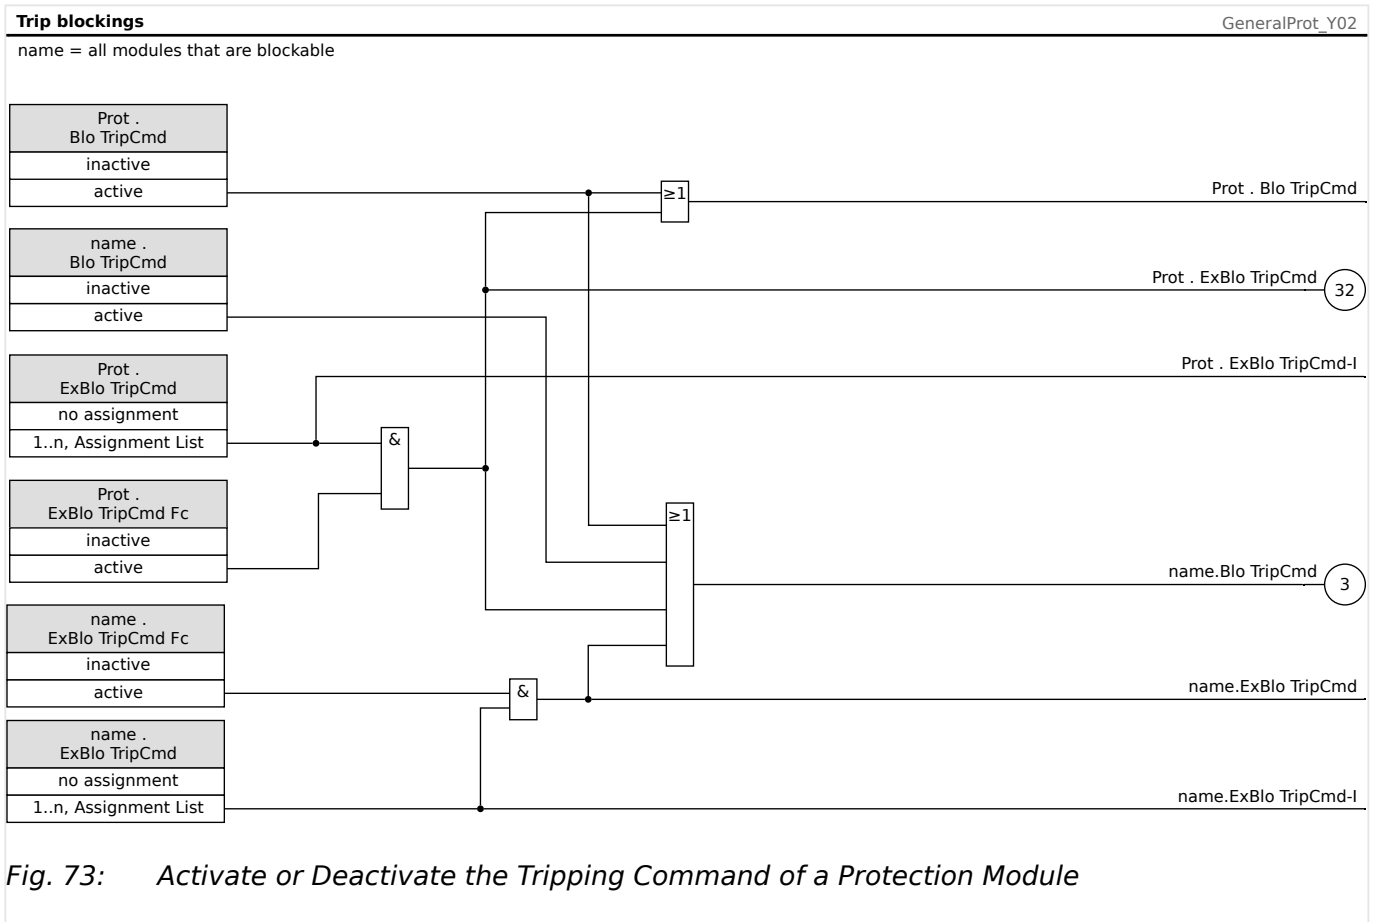 Trip blockings
GeneralProt_Y02
name = all modules that are blockable
Prot .
Blo TripCmd
inactive
active
≥1
Prot . Blo TripCmd
name .
Blo TripCmd
inactive
active
Prot . ExBlo TripCmd
32
Prot .
ExBlo TripCmd
no assignment
1..n, Assignment List
Prot . ExBlo TripCmd-I
&
Prot .
ExBlo TripCmd Fc
inactive
active
≥1
name.Blo TripCmd
3
name .
ExBlo TripCmd Fc
inactive
active
&
name.ExBlo TripCmd
name .
ExBlo TripCmd
no assignment
1..n, Assignment List
name.ExBlo TripCmd-I
Fig. 73: Activate or Deactivate the Tripping Command of a Protection Module